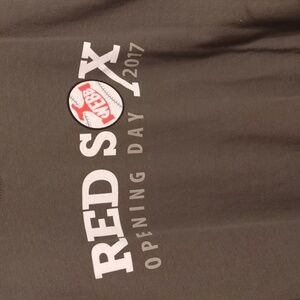 RED SOX
OPENING DAY 2017